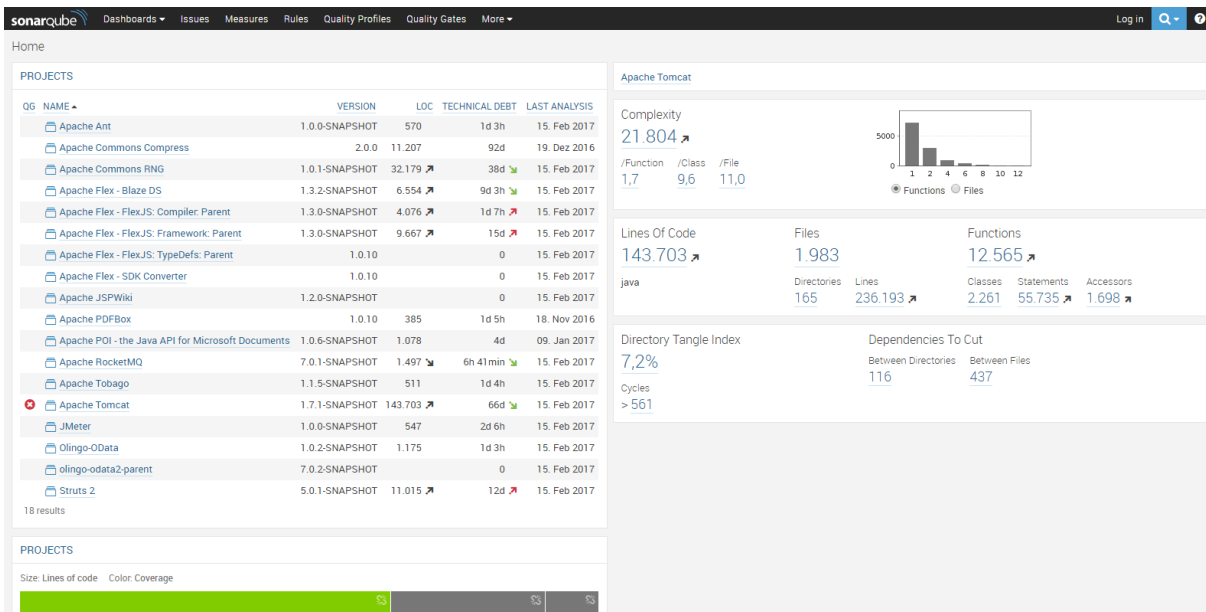 sonarqube Dashboards Issues Measures Rules Quality Profiles Quality Gates More Log in
Home
PROJECTS
QG NAME VERSION LOC TECHNICAL DEBT LAST ANALYSIS
Apache Ant 1.0.0-SNAPSHOT 570 1d 3h 15. Feb 2017
Apache Commons Compress 2.0.0 11.207 92d 19. Dez 2016
Apache Commons RNG 1.0.1-SNAPSHOT 32.179 38d 15. Feb 2017
Apache Flex - Blaze DS 1.3.2-SNAPSHOT 6.554 9d 3h 15. Feb 2017
Apache Flex - FlexJS: Compiler: Parent 1.3.0-SNAPSHOT 4.076 1d 7h 15. Feb 2017
Apache Flex - FlexJS: Framework: Parent 1.3.0-SNAPSHOT 9.667 15d 15. Feb 2017
Apache Flex - FlexJS: TypeDefs: Parent 1.0.10 0 15. Feb 2017
Apache Flex - SDK Converter 1.0.10 0 15. Feb 2017
Apache JSPWiki 1.2.0-SNAPSHOT 0 15. Feb 2017
Apache PDFBox 1.0.10 385 1d 5h 18. Nov 2016
Apache POI - the Java API for Microsoft Documents 1.0.6-SNAPSHOT 1.078 4d 09. Jan 2017
Apache RocketMQ 7.0.1-SNAPSHOT 1.497 6h 41min 15. Feb 2017
Apache Tobago 1.1.5-SNAPSHOT 511 1d 4h 15. Feb 2017
Apache Tomcat 1.7.1-SNAPSHOT 143.703 66d 15. Feb 2017
JMeter 1.0.0-SNAPSHOT 547 2d 6h 15. Feb 2017
Olingo-OData 1.0.2-SNAPSHOT 1.175 1d 3h 15. Feb 2017
olingo-odata2-parent 7.0.2-SNAPSHOT 0 15. Feb 2017
Struts 2 5.0.1-SNAPSHOT 11.015 12d 15. Feb 2017
18 results
PROJECTS
Size: Lines of code Color: Coverage
Apache Tomcat
Complexity
21.804
/Function /Class /File
1,7 9,6 11,0
5000
0
1 2 4 6 8 10 12
Functions Files
Lines Of Code Files Functions
143.703 1.983 12.565
java Directories Lines Classes Statements Accessors
165 236.193 2.261 55.735 1.698
Directory Tangle Index Dependencies To Cut
7,2% Between Directories Between Files
116 437
Cycles
> 561